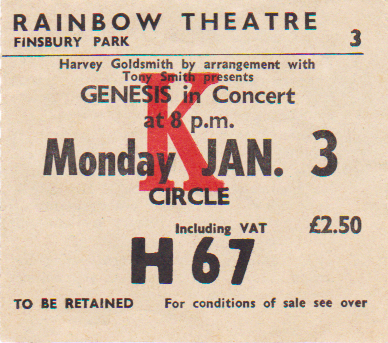 RAINBOW THEATRE
FINSBURY PARK 3
Harvey Goldsmith by arrangement with
Tony Smith presents
GENESIS in Concert
at 8 p.m.
K
Monday JAN. 3
CIRCLE
Including VAT £2.50
H 67
TO BE RETAINED For conditions of sale see over